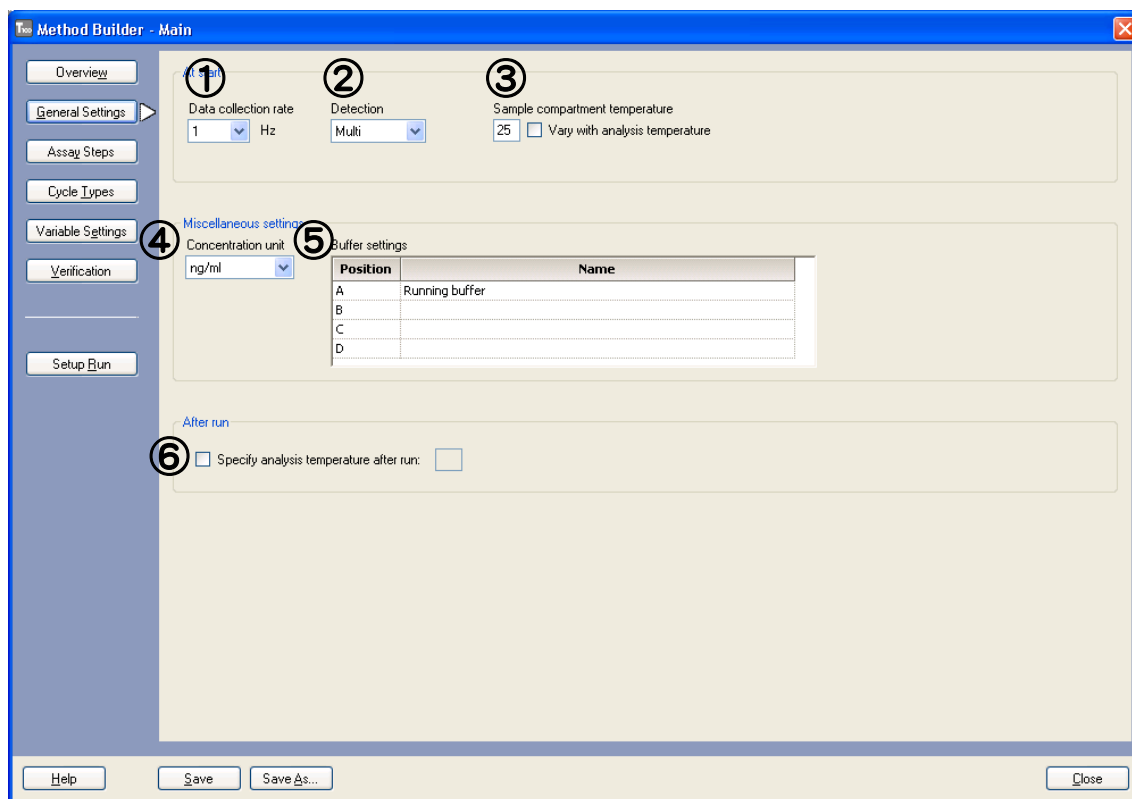 T100 Method Builder - Main
Overview
General Settings
Assay Steps
Cycle Types
Variable Settings
Verification
Setup Run
At start
① ② ③
Data collection rate Detection Sample compartment temperature
1 Hz Multi 25 Vary with analysis temperature
Miscellaneous settings
④ Concentration unit ⑤ Buffer settings
ng/ml
Position Name
A Running buffer
B
C
D
After run
⑥ Specify analysis temperature after run:
Help Save Save As... Close